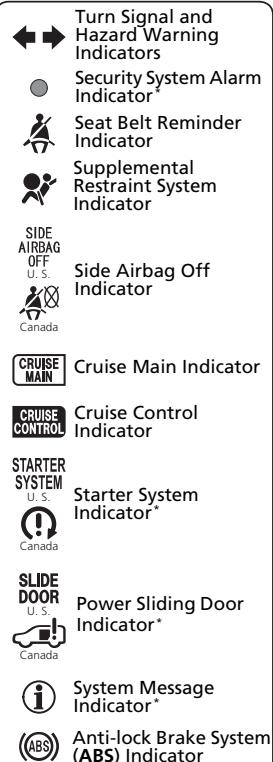 Turn Signal and
Hazard Warning
Indicators
Security System Alarm
Indicator*
Seat Belt Reminder
Indicator
Supplemental
Restraint System
Indicator
SIDE
AIRBAG
OFF
U. S.
Canada
Side Airbag Off
Indicator
CRUISE
MAIN
Cruise Main Indicator
CRUISE
CONTROL
Cruise Control
Indicator
STARTER
SYSTEM
U. S.
Canada
Starter System
Indicator*
SLIDE
DOOR
U. S.
Canada
Power Sliding Door
Indicator*
System Message
Indicator*
ABS
Anti-lock Brake System
(ABS) Indicator